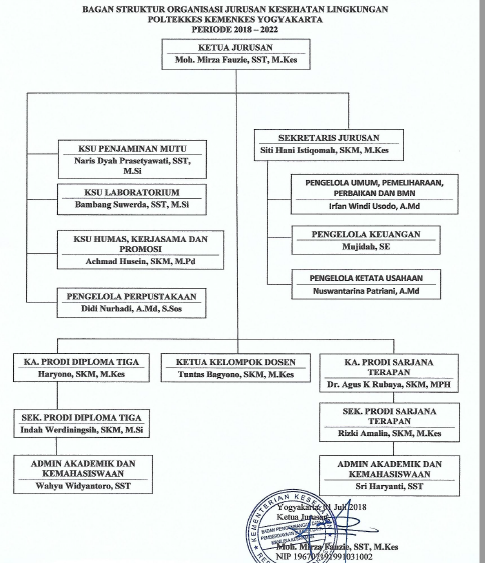 BAGAN STRUKTUR ORGANISASI JURUSAN KESEHATAN LINGKUNGAN
POLTEKKES KEMENKES YOGYAKARTA
PERIODE 2018 – 2022
KETUA JURUSAN
Moh. Mirza Fauzie, SST, M.Kes
KSU PENJAMINAN MUTU
Naris Dyah Prasetyawati, SST,
M.Si
KSU LABORATORIUM
Bambang Suwerda, SST, M.Si
KSU HUMAS, KERJASAMA DAN
PROMOSI
Achmad Husein, SKM, M.Pd
PENGELOLA PERPUSTAKAAN
Didi Nurhadi, A.Md, S.Sos
SEKRETARIS JURUSAN
Siti Hani Istiqomah, SKM, M.Kes
PENGELOLA UMUM, PEMELIHARAAN,
PERBAIKAN DAN BMN
Irfan Windi Usodo, A.Md
PENGELOLA KEUANGAN
Mujidah, SE
PENGELOLA KETATA USAHAAN
Nuswantarina Patriani, A.Md
KA. PRODI DIPLOMA TIGA
Haryono, SKM, M.Kes
SEK. PRODI DIPLOMA TIGA
Indah Werdiningsih, SKM, M.Si
ADMIN AKADEMIK DAN
KEMAHASISWAAN
Wahyu Widyantoro, SST
KETUA KELOMPOK DOSEN
Tuntas Bagyono, SKM, M.Kes
KA. PRODI SARJANA
TERAPAN
Dr. Agus K Rubaya, SKM, MPH
SEK. PRODI SARJANA
TERAPAN
Rizki Amalia, SKM, M.Kes
ADMIN AKADEMIK DAN
KEMAHASISWAAN
Sri Haryanti, SST
Yogyakarta, Juli 2018
Ketua Jurusan
Moh. Mirza Fauzie, SST, M.Kes
NIP
KEMENTERIAN KESEHATAN